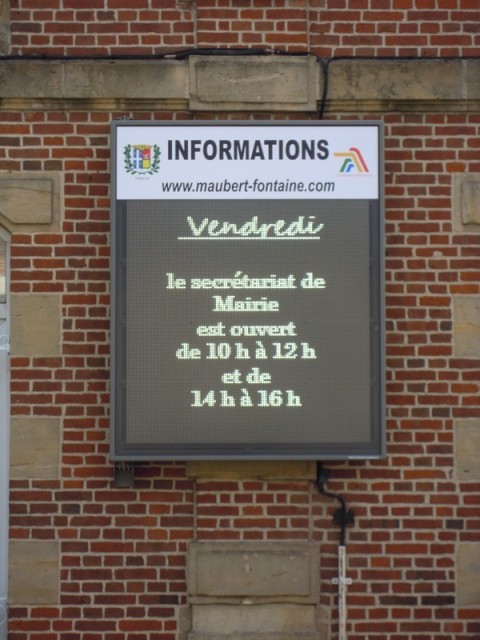 INFORMATIONS
www.maubert-fontaine.com
Vendredi
le secrétariat de
Mairie
est ouvert
de 10 h à 12 h
et de
14 h à 16 h